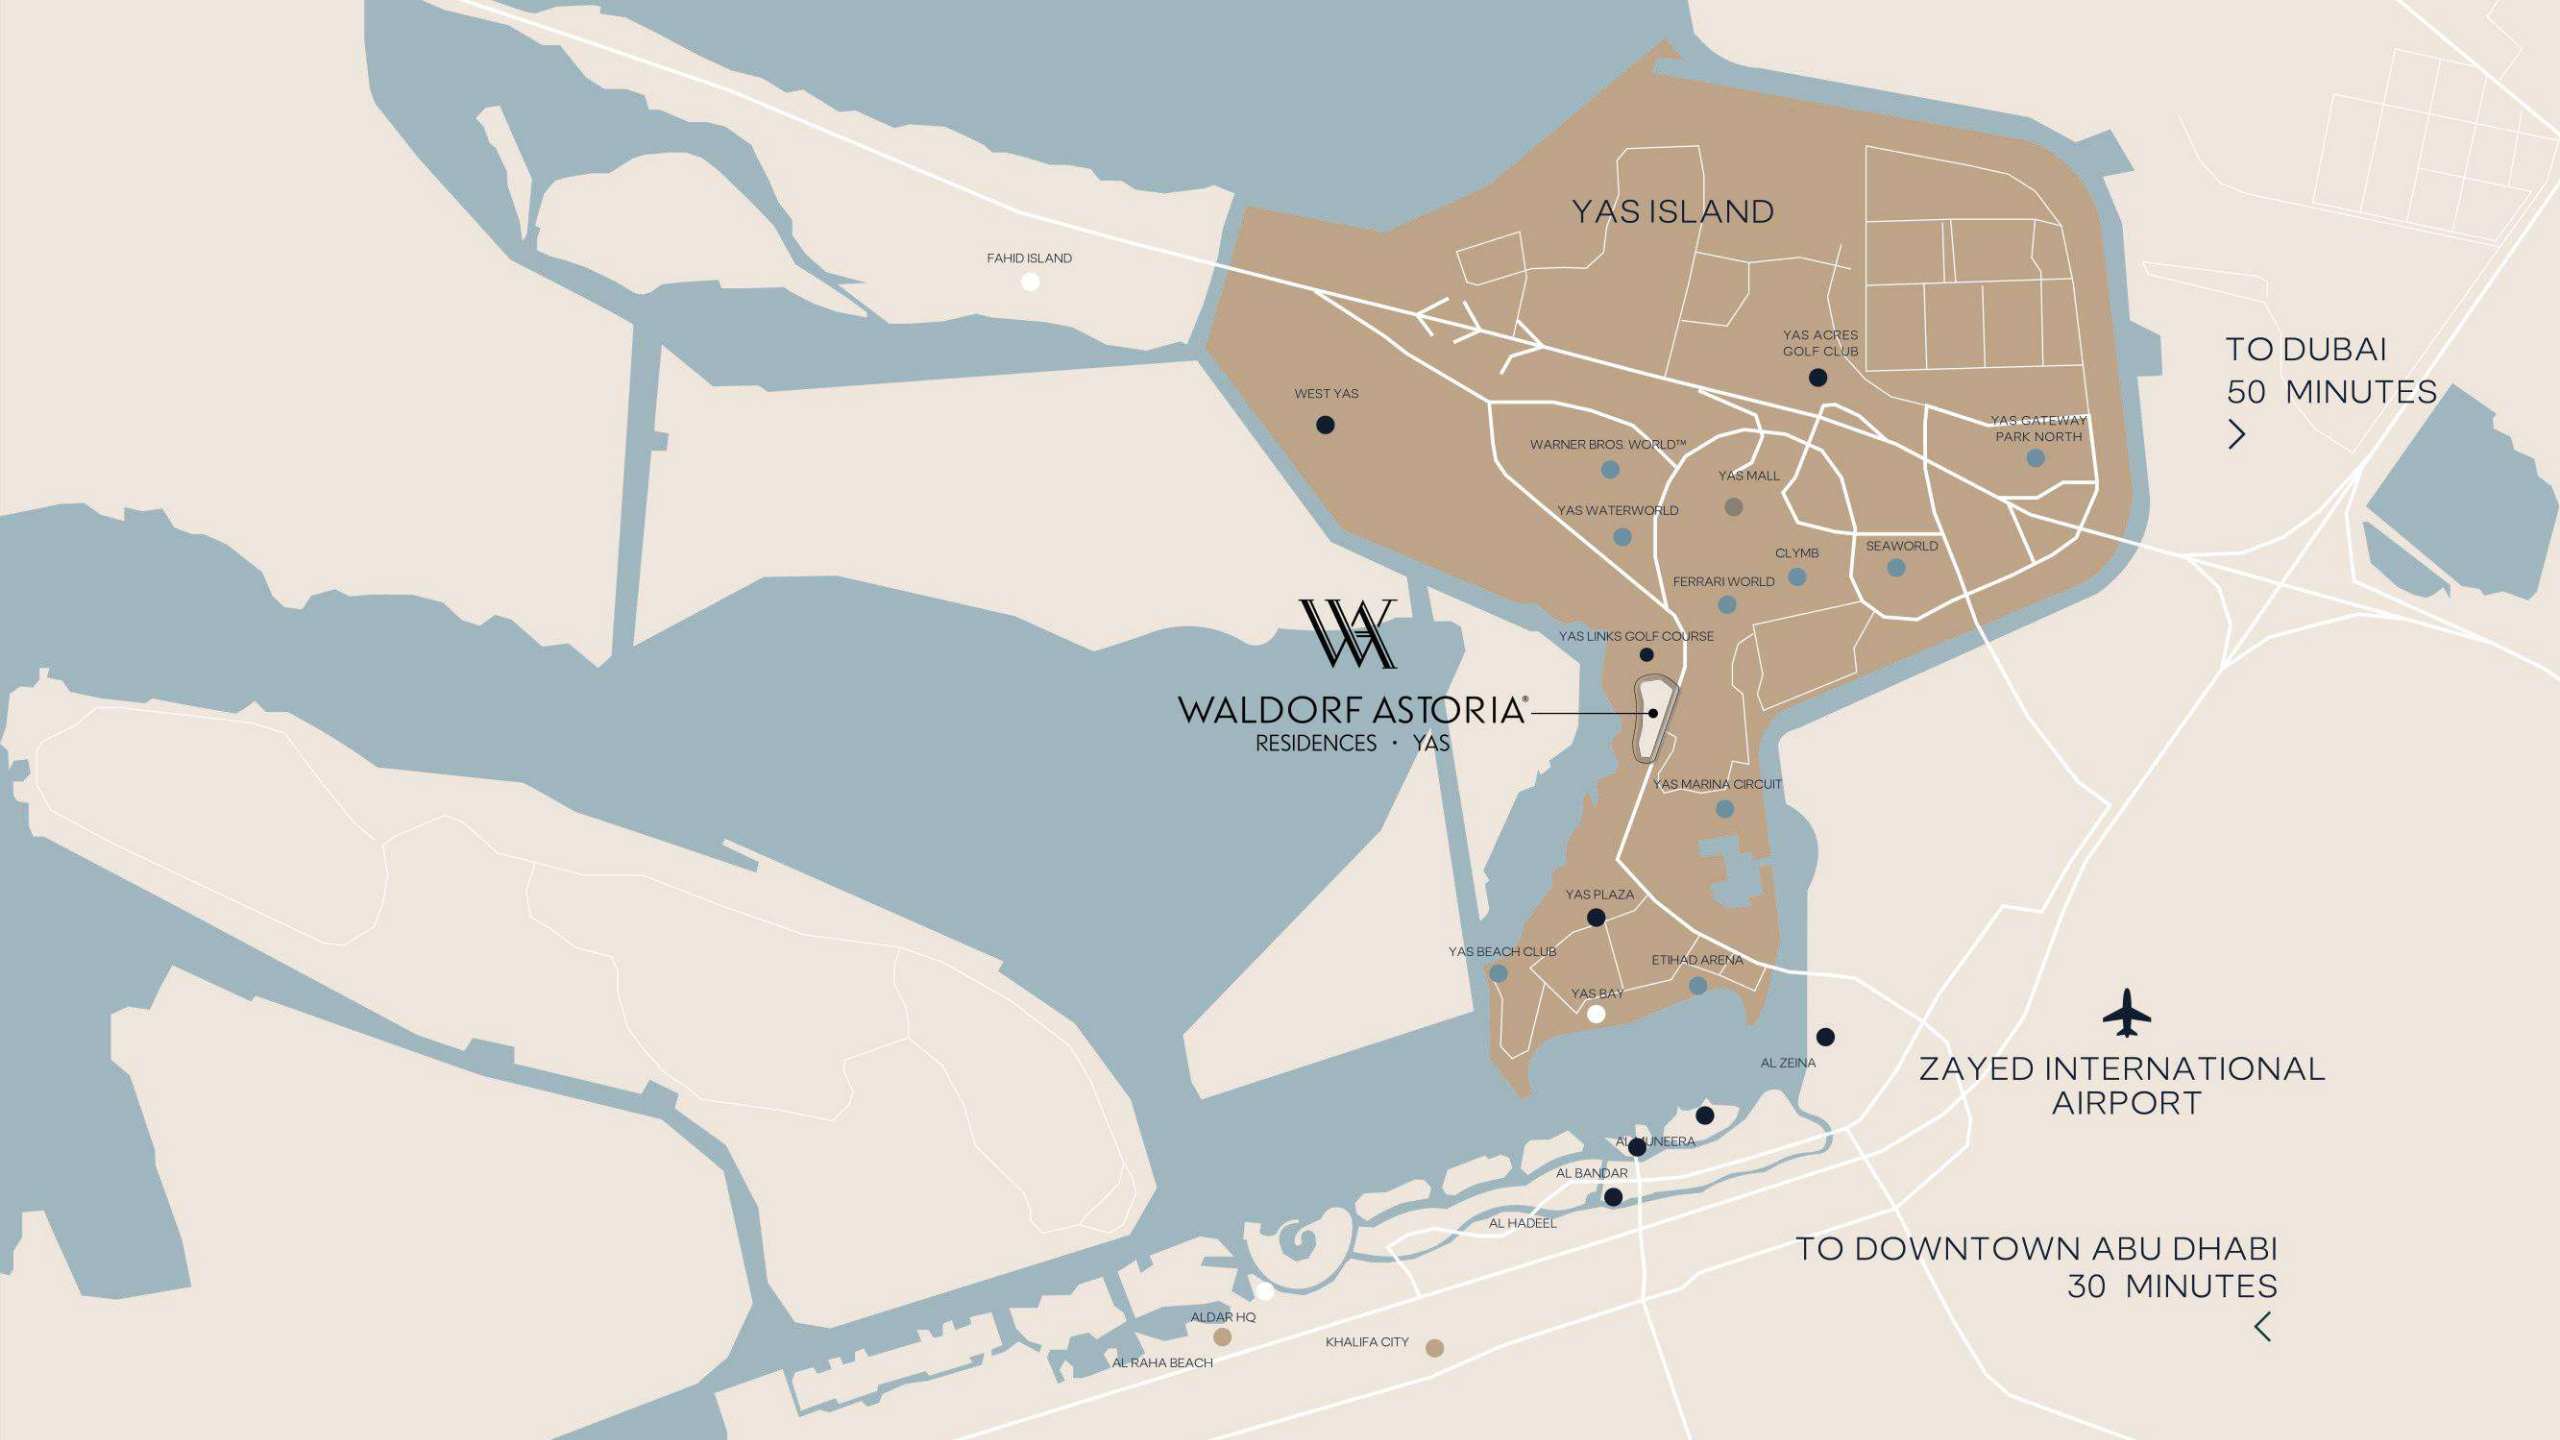 YAS ISLAND
FAHID ISLAND
YAS ACRES
GOLF CLUB
TO DUBAI
50 MINUTES
WEST YAS
YAS GATEWAY
PARK NORTH
WARNER BROS. WORLD™
YAS MALL
YAS WATERWORLD
CLYMB
SEAWORLD
FERRARI WORLD
YAS LINKS GOLF COURSE
WA
WALDORF ASTORIA®
RESIDENCES · YAS
YAS MARINA CIRCUIT
YAS PLAZA
YAS BEACH CLUB
ETIHAD ARENA
YAS BAY
AL ZEINA
ZAYED INTERNATIONAL
AIRPORT
AL MUNEERA
AL BANDAR
AL HADEEL
TO DOWNTOWN ABU DHABI
30 MINUTES
ALDAR HQ
KHALIFA CITY
AL RAHA BEACH